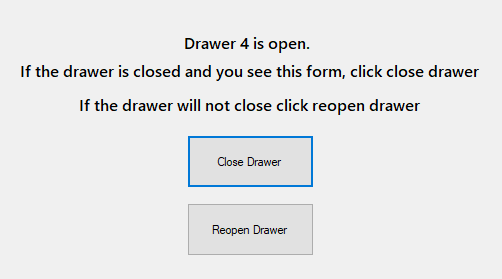 Drawer 4 is open.
If the drawer is closed and you see this form, click close drawer
If the drawer will not close click reopen drawer
Close Drawer
Reopen Drawer